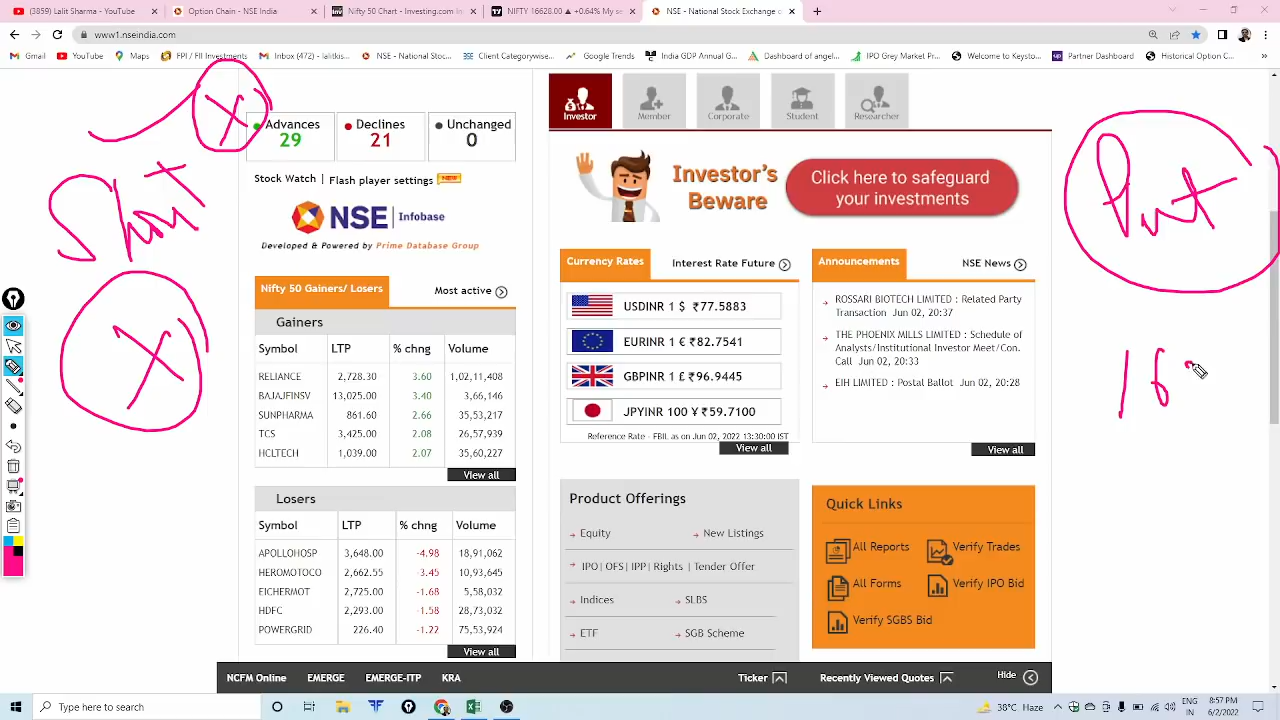 (3859) Lalit Sharma - YouTube
Option Chain - NSE
Nifty 50 Chart - Investing.com In
NIFTY 16628.00 ▲ +0.64% My se
NSE - National Stock Exchange o
www1.nseindia.com
Gmail
YouTube
Maps
FPI / FII Investments
Inbox (472) - lalitdo...
NSE - National Stoc...
Client Categorywise...
Google Trends
IndusInd DP Annual G...
Dashboard of angel...
IPO Grey Market Pr...
Welcome to Keysto...
Partner Dashboard
Historical Option C...
Advances 29
Declines 21
Unchanged 0
Stock Watch | Flash player settings
NSE | Infobase
Developed & Powered by Prime Database Group
Nifty 50 Gainers/ Losers
Most active
Gainers
Symbol LTP % chng Volume
RELIANCE 2,728.30 3.60 1,02,11,408
BAJAJFINSV 13,025.00 3.40 3,66,146
SUNPHARMA 861.60 2.66 35,53,217
TCS 3,425.00 2.08 26,57,939
HCLTECH 1,039.00 2.07 35,60,227
View all
Losers
Symbol LTP % chng Volume
APOLLOHOSP 3,648.00 -4.98 18,91,062
HEROMOTOCO 2,662.55 -3.45 10,93,645
EICHERMOT 2,725.00 -1.68 5,58,032
HDFC 2,293.00 -1.58 28,73,032
POWERGRID 226.40 -1.22 75,53,924
View all
Investor
Member
Corporate
Student
Researcher
Investor's
Beware
Click here to safeguard
your investments
Currency Rates
Interest Rate Future
USDINR 1 $ ₹77.5883
EURINR 1 € ₹82.7541
GBPINR 1 £ ₹96.9445
JPYINR 100 ¥ ₹59.7100
Reference Rate - FBIL as on Jun 02, 2022 13:30:00 IST
View all
Announcements
NSE News
ROSSARI BIOTECH LIMITED : Related Party
Transaction Jun 02, 20:37
THE PHOENIX MILLS LIMITED : Schedule of
Analysts/Institutional Investor Meet/Con.
Call Jun 02, 20:33
EIH LIMITED : Postal Ballot Jun 02, 20:28
View all
Product Offerings
Equity
New Listings
IPO | OFS | IPP | Rights | Tender Offer
Indices
SLBS
ETF
SGB Scheme
Quick Links
All Reports
Verify Trades
All Forms
Verify IPO Bid
Verify SGBS Bid
NCFM Online
EMERGE
EMERGE-ITP
KRA
Ticker
Recently Viewed Quotes
Hide
X
Short
X
Put
16
Type here to search
38°C Haze
ENG
IN
8:57 PM
6/2/2022